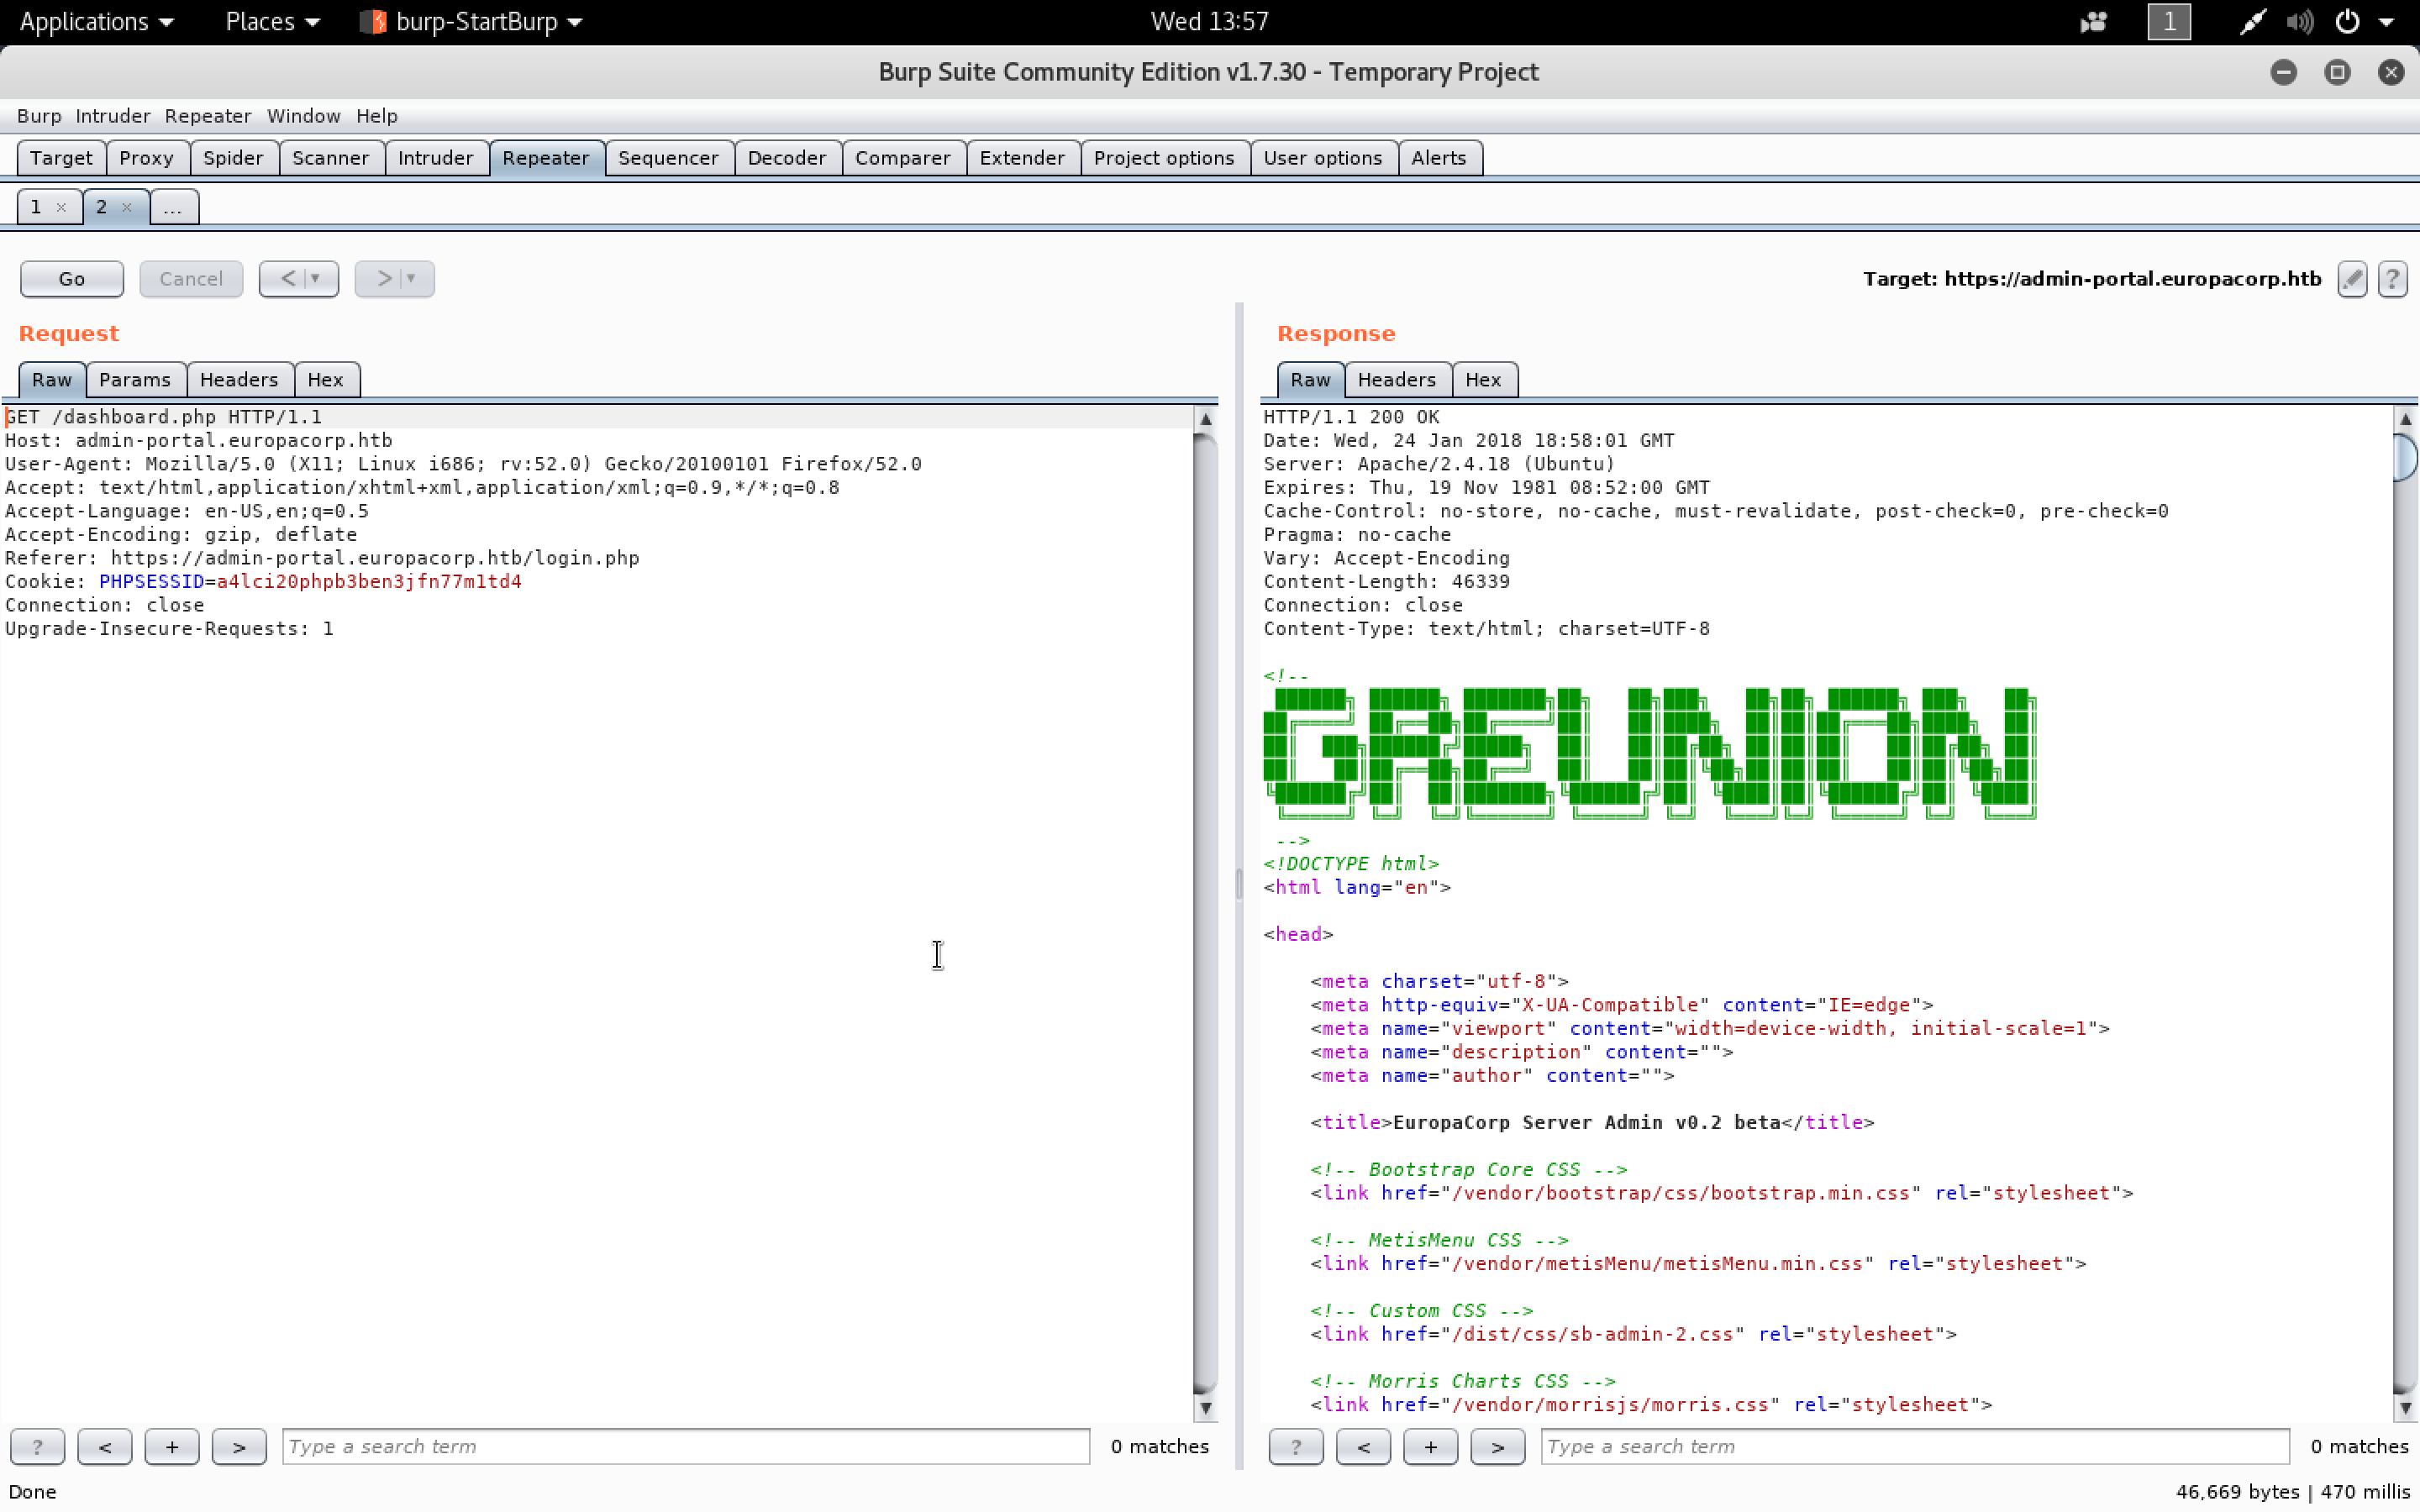 Applications Places burp-StartBurp Wed 13:57 1
Burp Suite Community Edition v1.7.30 - Temporary Project
Burp Intruder Repeater Window Help
Target Proxy Spider Scanner Intruder Repeater Sequencer Decoder Comparer Extender Project options User options Alerts
1 × 2 × ...
Go Cancel < > Target: https://admin-portal.europacorp.htb ?
Request
Raw Params Headers Hex
GET /dashboard.php HTTP/1.1
Host: admin-portal.europacorp.htb
User-Agent: Mozilla/5.0 (X11; Linux i686; rv:52.0) Gecko/20100101 Firefox/52.0
Accept: text/html,application/xhtml+xml,application/xml;q=0.9,*/*;q=0.8
Accept-Language: en-US,en;q=0.5
Accept-Encoding: gzip, deflate
Referer: https://admin-portal.europacorp.htb/login.php
Cookie: PHPSESSID=a4lci20phpb3ben3jfn77m1td4
Connection: close
Upgrade-Insecure-Requests: 1
? < + > Type a search term 0 matches
Response
Raw Headers Hex
HTTP/1.1 200 OK
Date: Wed, 24 Jan 2018 18:58:01 GMT
Server: Apache/2.4.18 (Ubuntu)
Expires: Thu, 19 Nov 1981 08:52:00 GMT
Cache-Control: no-store, no-cache, must-revalidate, post-check=0, pre-check=0
Pragma: no-cache
Vary: Accept-Encoding
Content-Length: 46339
Connection: close
Content-Type: text/html; charset=UTF-8
<!--
GREUNION
-->
<!DOCTYPE html>
<html lang="en">
<head>
<meta charset="utf-8">
<meta http-equiv="X-UA-Compatible" content="IE=edge">
<meta name="viewport" content="width=device-width, initial-scale=1">
<meta name="description" content="">
<meta name="author" content="">
<title>EuropaCorp Server Admin v0.2 beta</title>
<!-- Bootstrap Core CSS -->
<link href="/vendor/bootstrap/css/bootstrap.min.css" rel="stylesheet">
<!-- MetisMenu CSS -->
<link href="/vendor/metisMenu/metisMenu.min.css" rel="stylesheet">
<!-- Custom CSS -->
<link href="/dist/css/sb-admin-2.css" rel="stylesheet">
<!-- Morris Charts CSS -->
<link href="/vendor/morrisjs/morris.css" rel="stylesheet">
? < + > Type a search term 0 matches
Done 46,669 bytes | 470 millis